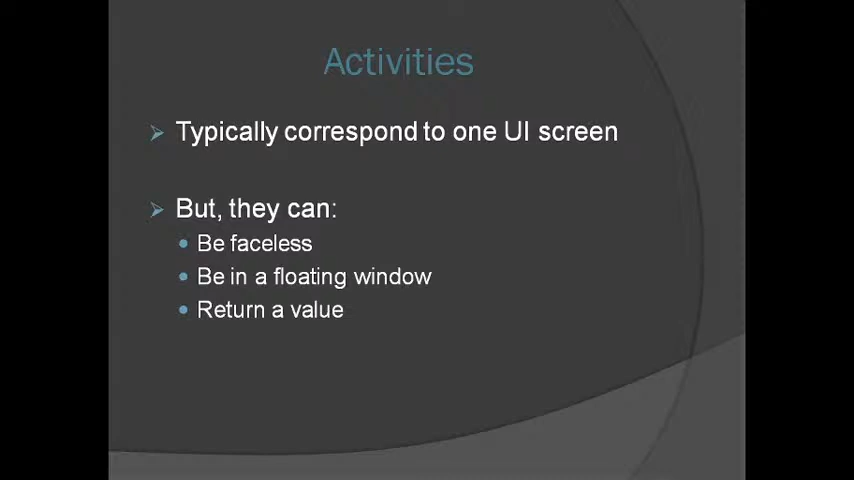 Activities
Typically correspond to one UI screen
But, they can:
Be faceless
Be in a floating window
Return a value